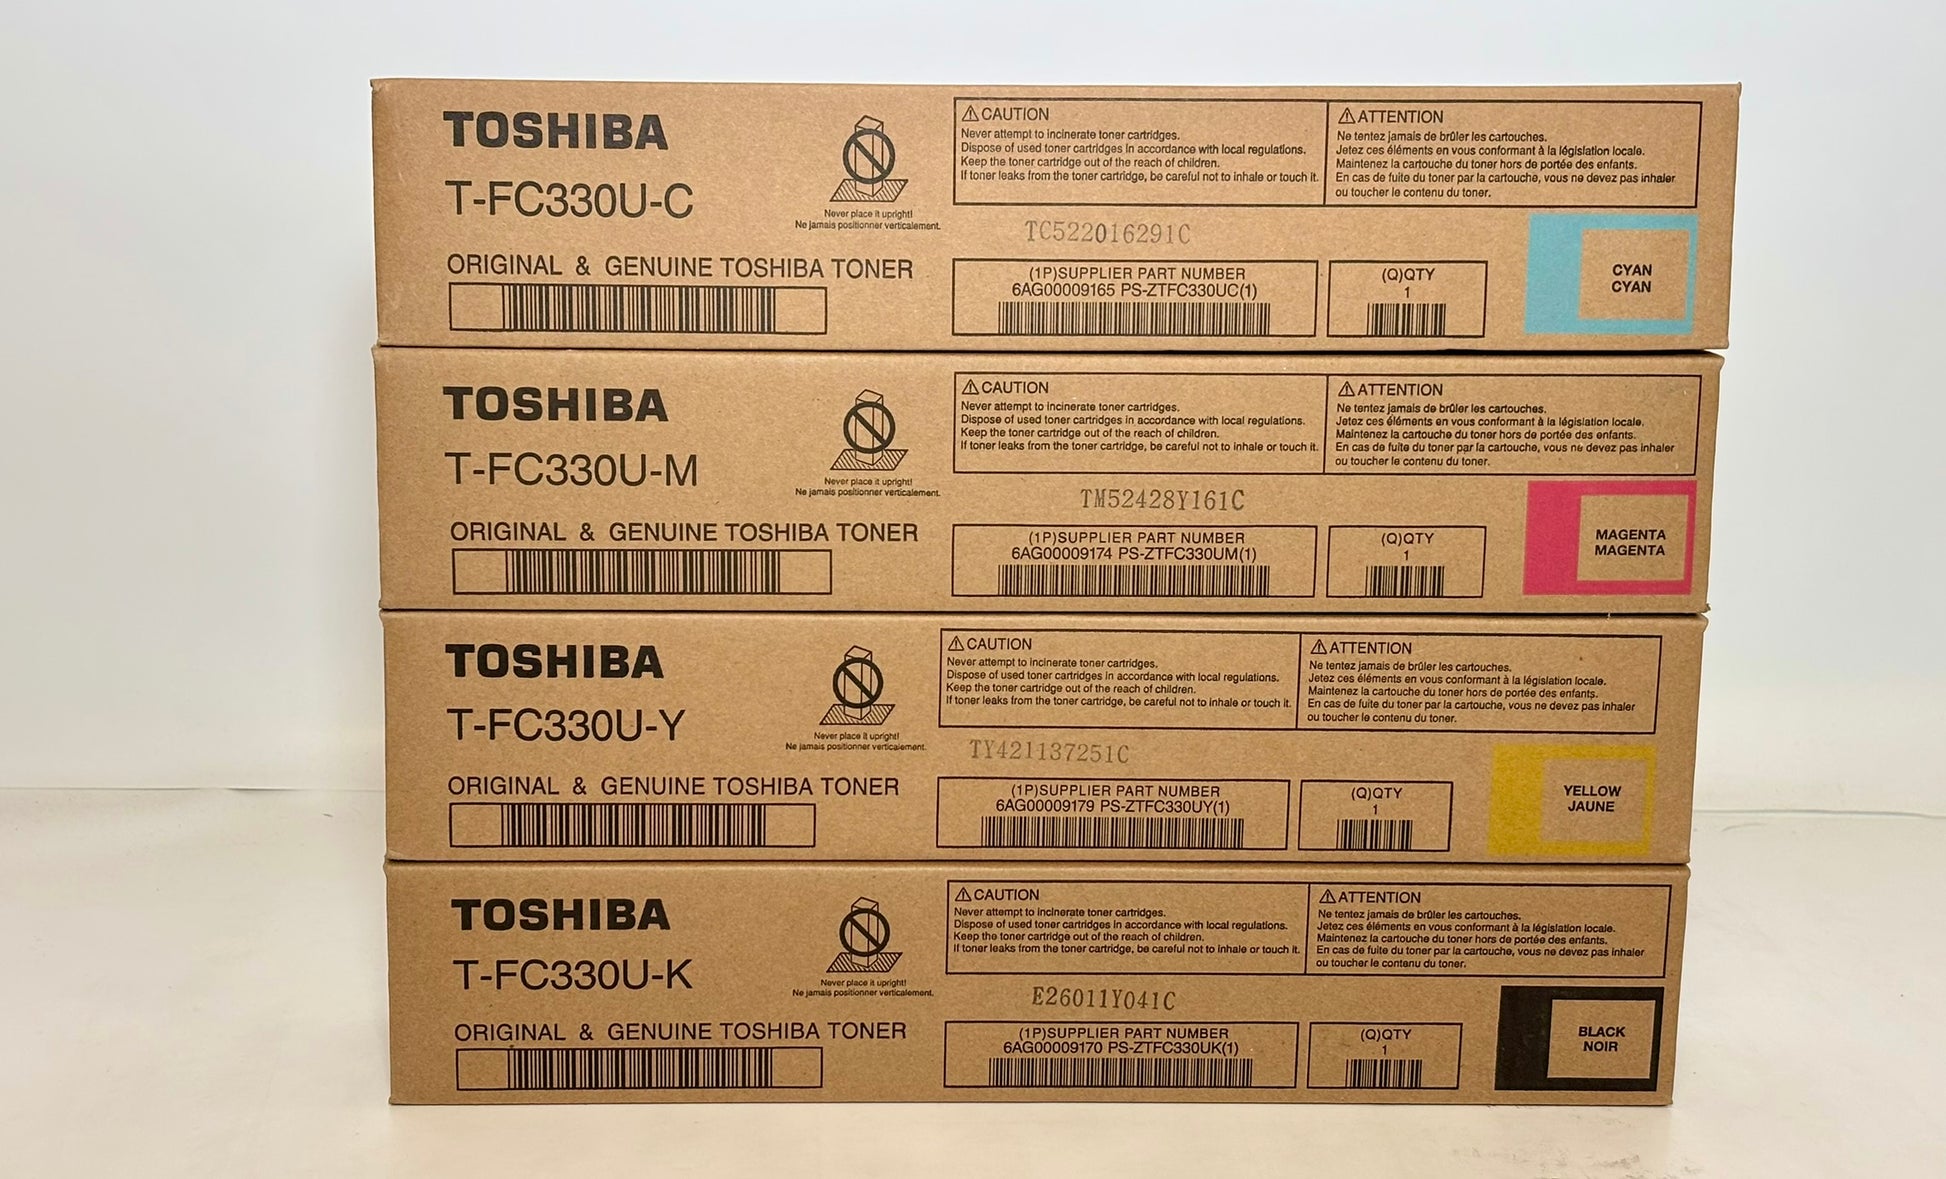 TOSHIBA
T-FC330U-C
ORIGINAL & GENUINE TOSHIBA TONER
Never place it upright!
Ne jamais positionner verticalement.
⚠CAUTION
Never attempt to incinerate toner cartridges.
Dispose of used toner cartridges in accordance with local regulations.
Keep the toner cartridge out of the reach of children.
If toner leaks from the toner cartridge, be careful not to inhale or touch it.
⚠ATTENTION
Ne tentez jamais de brûler les cartouches.
Jetez ces éléments en vous conformant à la législation locale.
Maintenez la cartouche du toner hors de portée des enfants.
En cas de fuite du toner par la cartouche, vous ne devez pas inhaler
ou toucher le contenu du toner.
TC522016291C
(1P)SUPPLIER PART NUMBER
6AG00009165 PS-ZTFC330UC(1)
(Q)QTY
1
CYAN
CYAN
TOSHIBA
T-FC330U-M
ORIGINAL & GENUINE TOSHIBA TONER
Never place it upright!
Ne jamais positionner verticalement.
⚠CAUTION
Never attempt to incinerate toner cartridges.
Dispose of used toner cartridges in accordance with local regulations.
Keep the toner cartridge out of the reach of children.
If toner leaks from the toner cartridge, be careful not to inhale or touch it.
⚠ATTENTION
Ne tentez jamais de brûler les cartouches.
Jetez ces éléments en vous conformant à la législation locale.
Maintenez la cartouche du toner hors de portée des enfants.
En cas de fuite du toner par la cartouche, vous ne devez pas inhaler
ou toucher le contenu du toner.
TM52428Y161C
(1P)SUPPLIER PART NUMBER
6AG00009174 PS-ZTFC330UM(1)
(Q)QTY
1
MAGENTA
MAGENTA
TOSHIBA
T-FC330U-Y
ORIGINAL & GENUINE TOSHIBA TONER
Never place it upright!
Ne jamais positionner verticalement.
⚠CAUTION
Never attempt to incinerate toner cartridges.
Dispose of used toner cartridges in accordance with local regulations.
Keep the toner cartridge out of the reach of children.
If toner leaks from the toner cartridge, be careful not to inhale or touch it.
⚠ATTENTION
Ne tentez jamais de brûler les cartouches.
Jetez ces éléments en vous conformant à la législation locale.
Maintenez la cartouche du toner hors de portée des enfants.
En cas de fuite du toner par la cartouche, vous ne devez pas inhaler
ou toucher le contenu du toner.
TY421137251C
(1P)SUPPLIER PART NUMBER
6AG00009179 PS-ZTFC330UY(1)
(Q)QTY
1
YELLOW
JAUNE
TOSHIBA
T-FC330U-K
ORIGINAL & GENUINE TOSHIBA TONER
Never place it upright!
Ne jamais positionner verticalement.
⚠CAUTION
Never attempt to incinerate toner cartridges.
Dispose of used toner cartridges in accordance with local regulations.
Keep the toner cartridge out of the reach of children.
If toner leaks from the toner cartridge, be careful not to inhale or touch it.
⚠ATTENTION
Ne tentez jamais de brûler les cartouches.
Jetez ces éléments en vous conformant à la législation locale.
Maintenez la cartouche du toner hors de portée des enfants.
En cas de fuite du toner par la cartouche, vous ne devez pas inhaler
ou toucher le contenu du toner.
E26011Y041C
(1P)SUPPLIER PART NUMBER
6AG00009170 PS-ZTFC330UK(1)
(Q)QTY
1
BLACK
NOIR